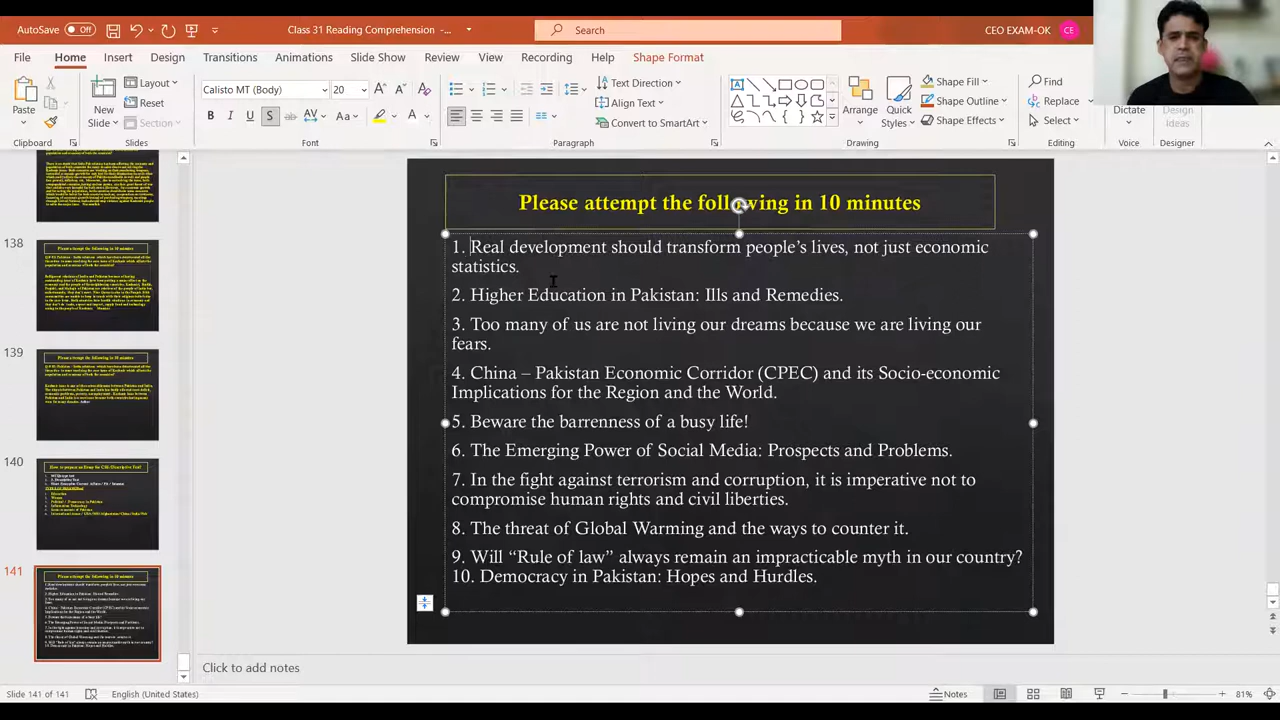 AutoSave Off Class 31 Reading Comprehension -... Search CEO EXAM-OK CE
File Home Insert Design Transitions Animations Slide Show Review View Recording Help Shape Format
Paste
New Slide
Layout
Reset
Section
Calisto MT (Body) 20
B I U S ab AV Aa A
Text Direction
Align Text
Convert to SmartArt
Arrange
Quick Styles
Shape Fill
Shape Outline
Shape Effects
Find
Replace
Select
Dictate
Design Ideas
Clipboard Slides Font Paragraph Drawing Editing Voice Designer
138
139
140
141
Please attempt the following in 10 minutes
1. Real development should transform people's lives, not just economic
statistics.
2. Higher Education in Pakistan: Ills and Remedies.
3. Too many of us are not living our dreams because we are living our
fears.
4. China – Pakistan Economic Corridor (CPEC) and its Socio-economic
Implications for the Region and the World.
5. Beware the barrenness of a busy life!
6. The Emerging Power of Social Media: Prospects and Problems.
7. In the fight against terrorism and corruption, it is imperative not to
compromise human rights and civil liberties
8. The threat of Global Warming and the ways to counter it.
9. Will “Rule of law” always remain an impracticable myth in our country?
10. Democracy in Pakistan: Hopes and Hurdles.
Click to add notes
Slide 141 of 141 English (United States) Notes 81%